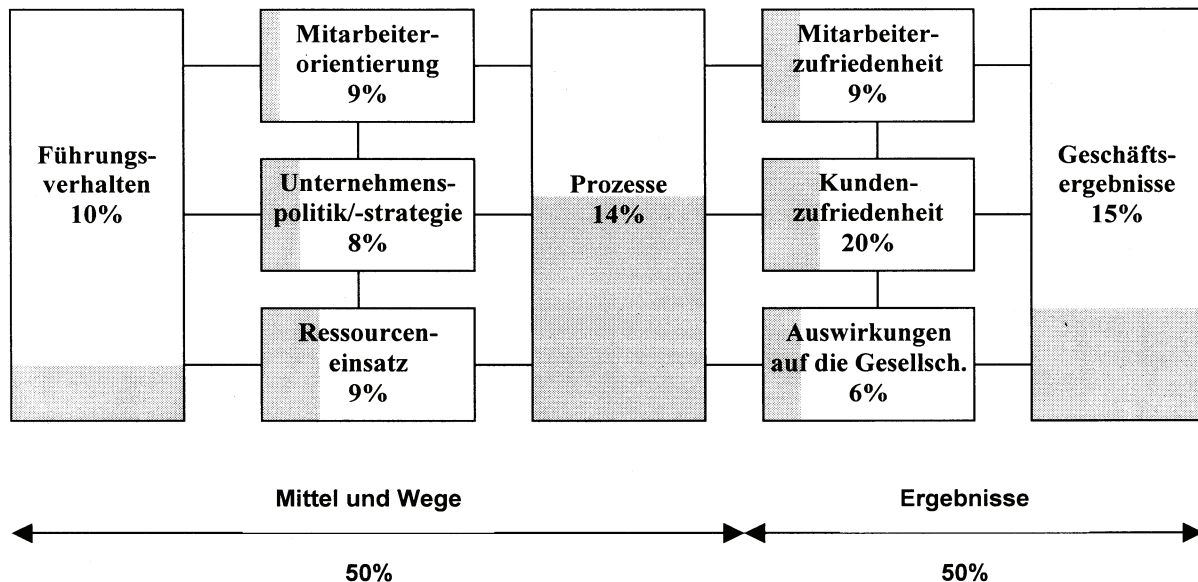 Führungs-
verhalten
10%
Mitarbeiter-
orientierung
9%
Unternehmens-
politik/-strategie
8%
Ressourcen-
einsatz
9%
Prozesse
14%
Mitarbeiter-
zufriedenheit
9%
Kunden-
zufriedenheit
20%
Auswirkungen
auf die Gesellsch.
6%
Geschäfts-
ergebnisse
15%
Mittel und Wege
50%
Ergebnisse
50%